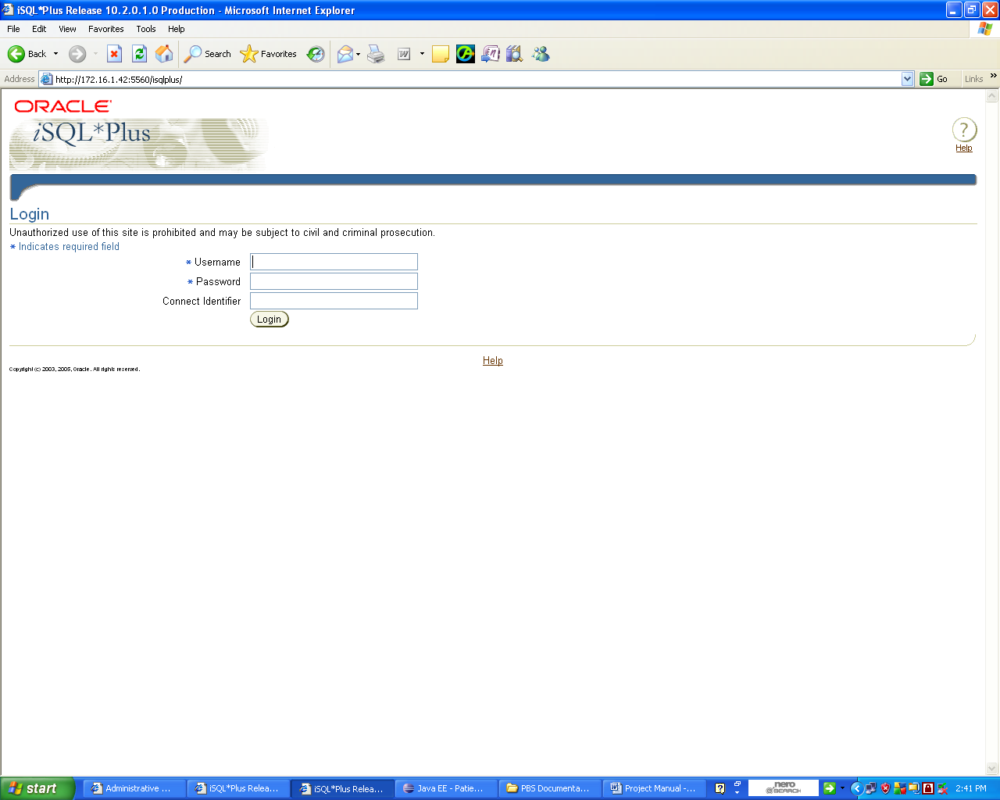 iSQL*Plus Release 10.2.0.1.0 Production - Microsoft Internet Explorer
File Edit View Favorites Tools Help
Back Search Favorites
Address http://172.16.1.42:5560/isqlplus/ Go Links »
ORACLE
iSQL*Plus
?
Help
Login
Unauthorized use of this site is prohibited and may be subject to civil and criminal prosecution.
* Indicates required field
* Username
* Password
Connect Identifier
Login
Help
Copyright (c) 2003, 2005, Oracle. All rights reserved.
start Administrative ... iSQL*Plus Relea... iSQL*Plus Relea... Java EE - Patie... PBS Documenta... Project Manual -... nero @SEARCH 2:41 PM